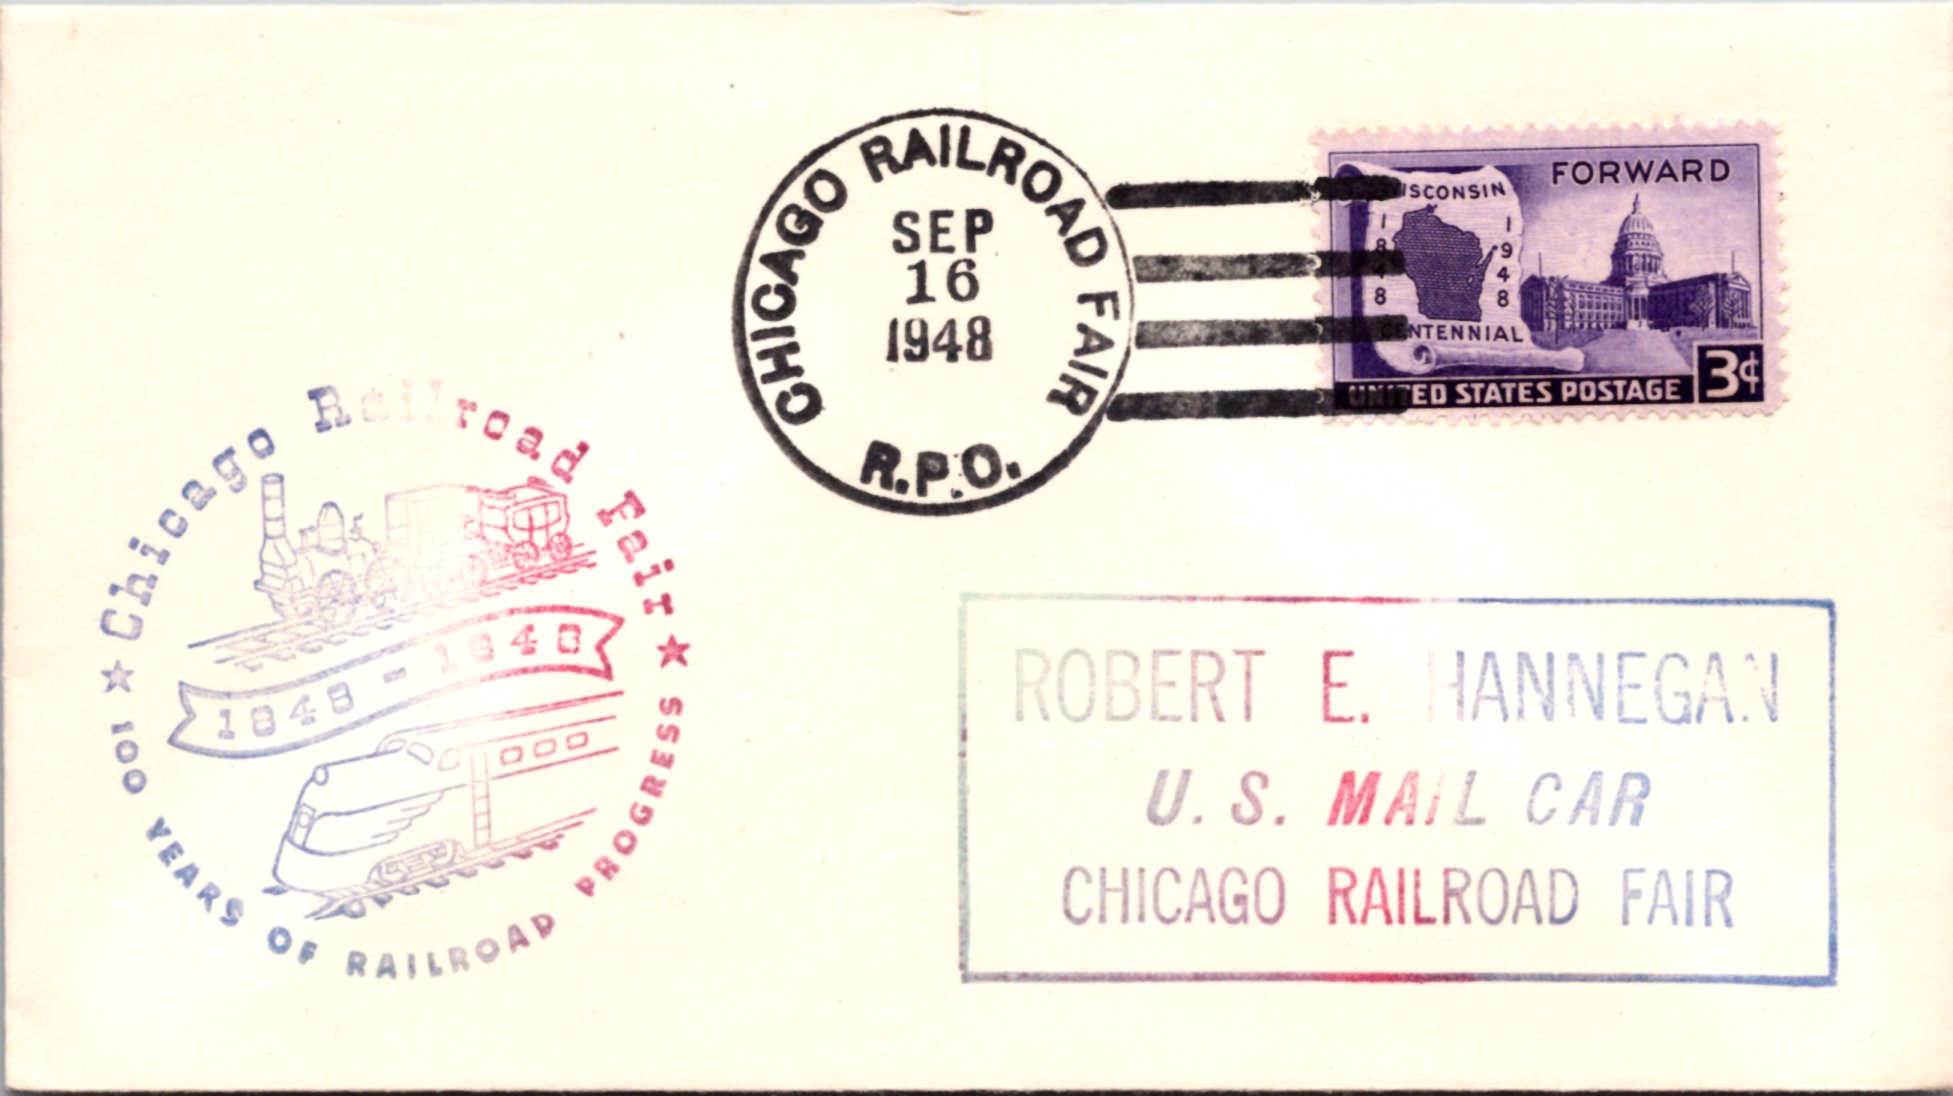 CHICAGO RAILROAD FAIR
SEP
16
1948
R.P.O.
WISCONSIN
1848
1948
CENTENNIAL
FORWARD
UNITED STATES POSTAGE
3¢
Chicago Railroad Fair
1848 - 1948
100 YEARS OF RAILROAD PROGRESS
ROBERT E. HANNEGAN
U. S. MAIL CAR
CHICAGO RAILROAD FAIR